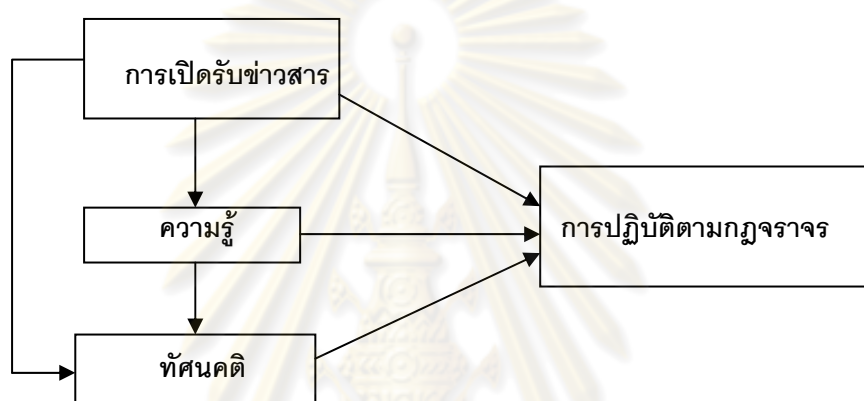 การเปิดรับข่าวสาร
ความรู้
การปฏิบัติตามกฎจราจร
ทัศนคติ